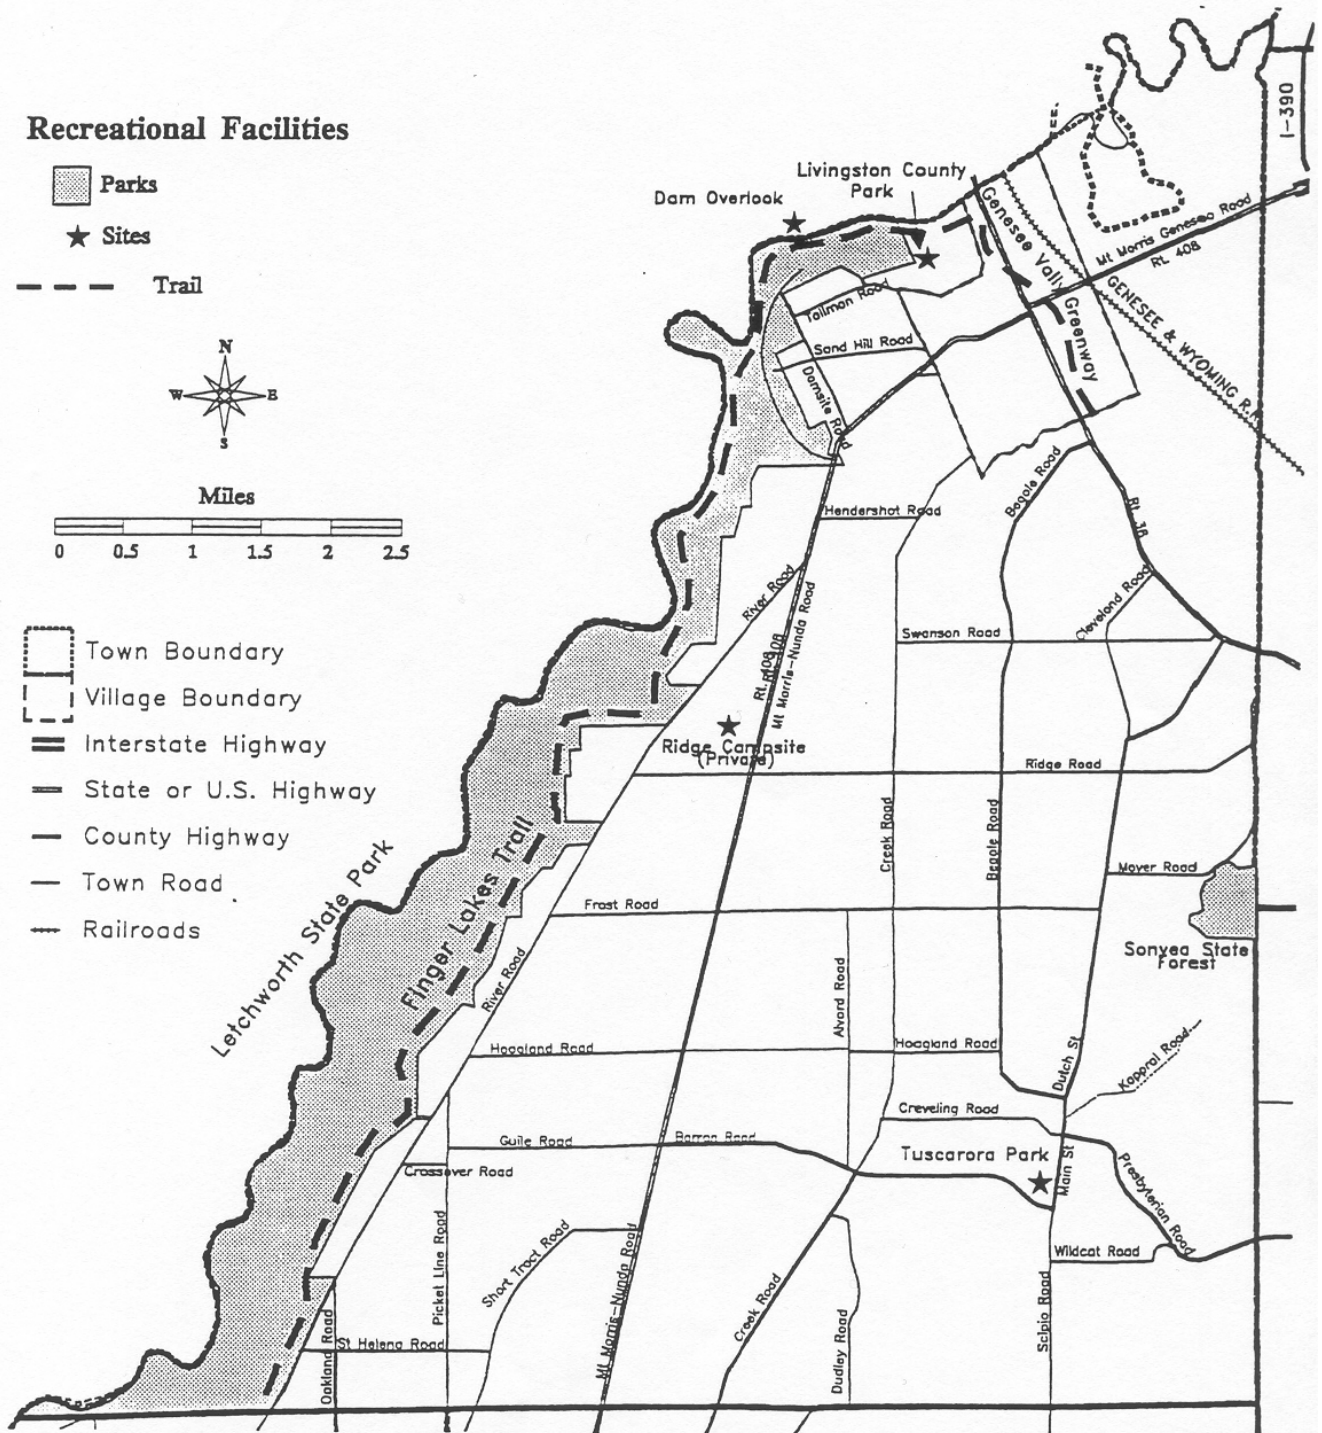 Recreational Facilities
Parks
Sites
Trail
N
W
E
S
Miles
0 0.5 1 1.5 2 2.5
Town Boundary
Village Boundary
Interstate Highway
State or U.S. Highway
County Highway
Town Road
Railroads
I-390
Livingston County
Park
Dam Overlook
Genesee Vally Greenway
Mt Morris Geneseo Road
Rt. 408
GENESEE & WYOMING R.R.
Tallman Road
Sand Hill Road
Damsite Road
Hendershot Road
Begole Road
Rt. 36
River Road
Cleveland Road
Swanson Road
Rt. 408
Mt Morris-Nunda Road
Ridge Campsite
(Private)
Ridge Road
Creek Road
Begole Road
Moyer Road
Sonyea State
Forest
Letchworth State Park
Finger Lakes Trail
Frost Road
River Road
Alvord Road
Hoagland Road
Hoagland Road
Dutch St
Kappral Road
Creveling Road
Guile Road
Barron Road
Tuscarora Park
Main St
Presbyterian Road
Crossover Road
Picket Line Road
Short Tract Road
Mt Morris-Nunda Road
Creek Road
Dudley Road
Scipio Road
Wildcat Road
Oakland Road
St Helena Road